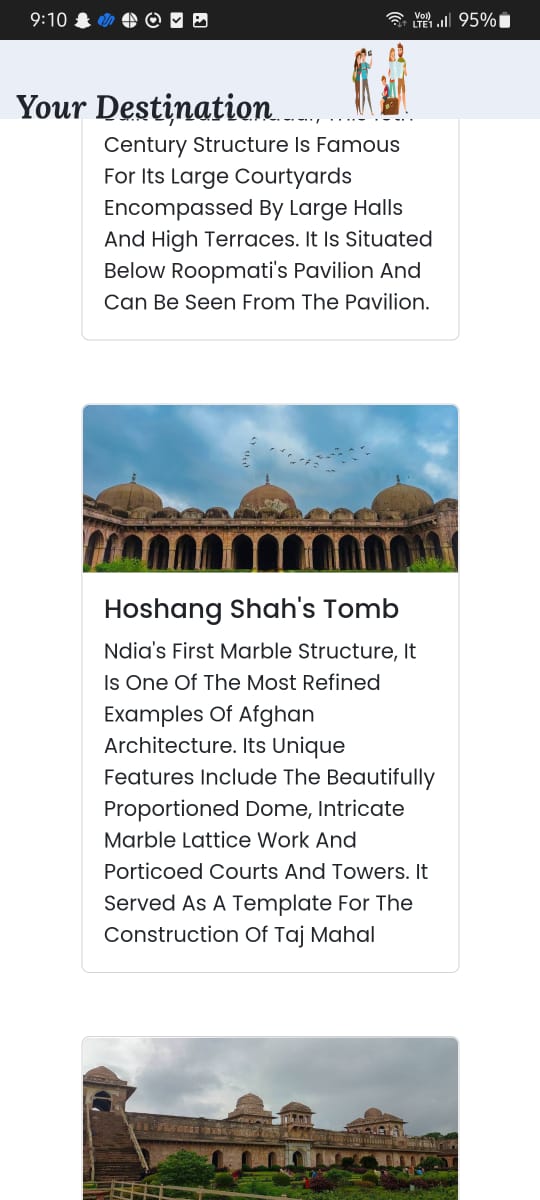 9:10
Vo)) LTE1 95%
Your Destination
Century Structure Is Famous
For Its Large Courtyards
Encompassed By Large Halls
And High Terraces. It Is Situated
Below Roopmati's Pavilion And
Can Be Seen From The Pavilion.
Hoshang Shah's Tomb
Ndia's First Marble Structure, It
Is One Of The Most Refined
Examples Of Afghan
Architecture. Its Unique
Features Include The Beautifully
Proportioned Dome, Intricate
Marble Lattice Work And
Porticoed Courts And Towers. It
Served As A Template For The
Construction Of Taj Mahal